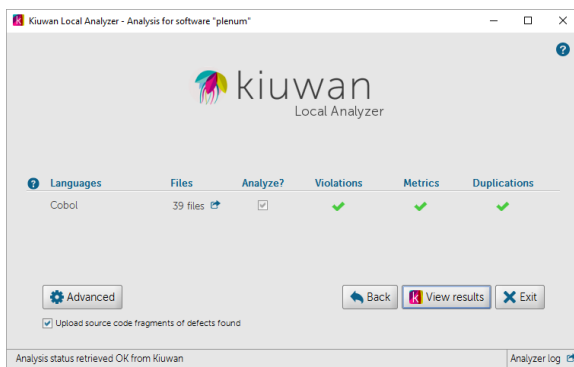 Kiuwan Local Analyzer - Analysis for software "plenum"
kiuwan
Local Analyzer
Languages Files Analyze? Violations Metrics Duplications
Cobol 39 files
Advanced Back View results Exit
Upload source code fragments of defects found
Analysis status retrieved OK from Kiuwan Analyzer log